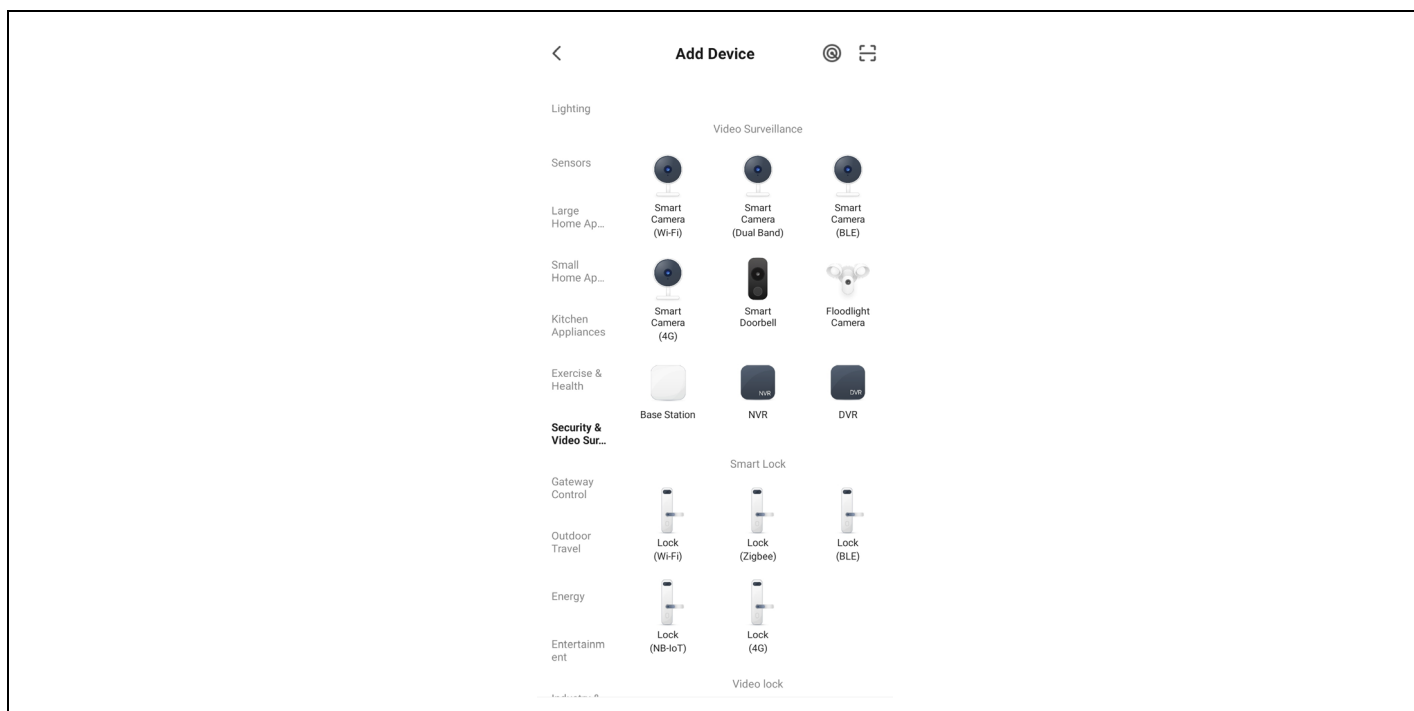 Add Device
Lighting
Sensors
Large
Home Ap...
Small
Home Ap...
Kitchen
Appliances
Exercise &
Health
Security &
Video Sur...
Gateway
Control
Outdoor
Travel
Energy
Entertainm
ent
Video Surveillance
Smart
Camera
(Wi-Fi)
Smart
Camera
(Dual Band)
Smart
Camera
(BLE)
Smart
Camera
(4G)
Smart
Doorbell
Floodlight
Camera
Base Station
NVR
NVR
DVR
DVR
Smart Lock
Lock
(Wi-Fi)
Lock
(Zigbee)
Lock
(BLE)
Lock
(NB-IoT)
Lock
(4G)
Video lock